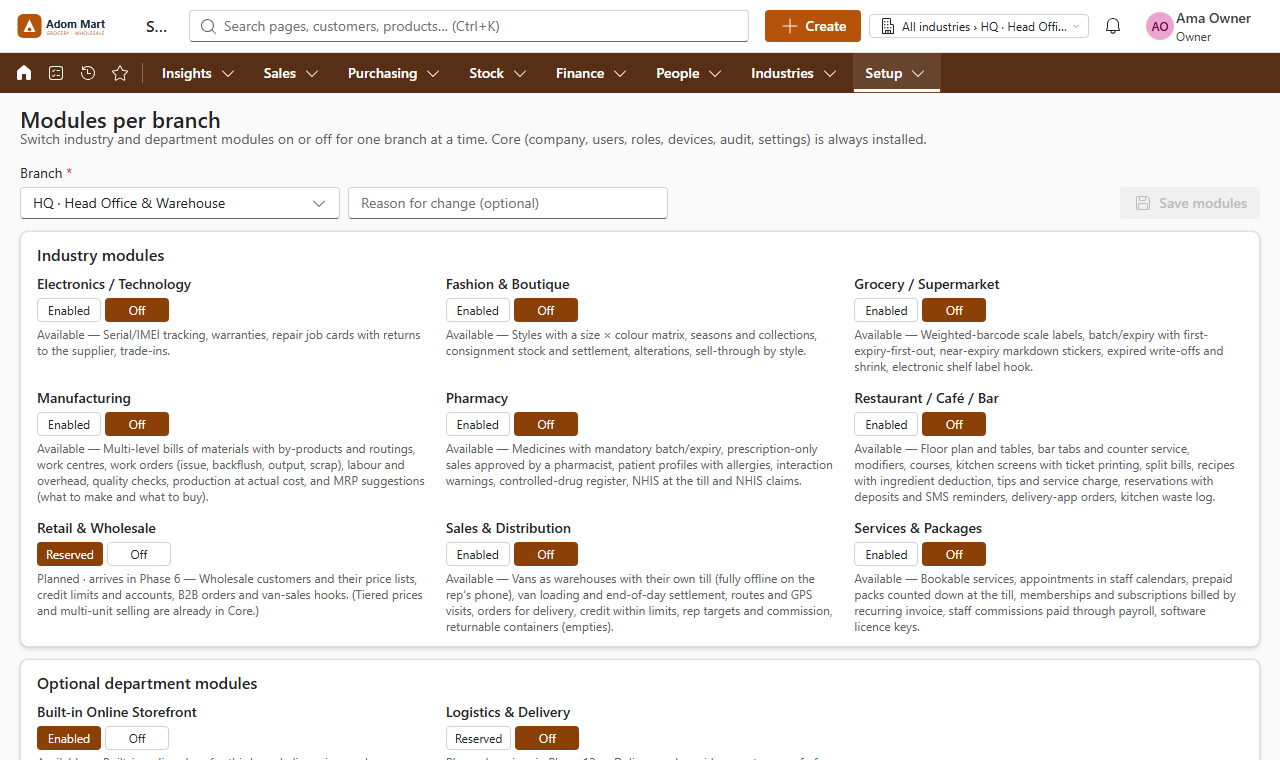 Adom Mart
GROCERY · WHOLESALE
S...
Search pages, customers, products... (Ctrl+K)
Create
All industries › HQ · Head Offi...
AO
Ama Owner
Owner
Insights
Sales
Purchasing
Stock
Finance
People
Industries
Setup
Modules per branch
Switch industry and department modules on or off for one branch at a time. Core (company, users, roles, devices, audit, settings) is always installed.
Branch *
HQ · Head Office & Warehouse
Reason for change (optional)
Save modules
Industry modules
Electronics / Technology
Enabled Off
Available — Serial/IMEI tracking, warranties, repair job cards with returns
to the supplier, trade-ins.
Fashion & Boutique
Enabled Off
Available — Styles with a size × colour matrix, seasons and collections,
consignment stock and settlement, alterations, sell-through by style.
Grocery / Supermarket
Enabled Off
Available — Weighted-barcode scale labels, batch/expiry with first-
expiry-first-out, near-expiry markdown stickers, expired write-offs and
shrink, electronic shelf label hook.
Manufacturing
Enabled Off
Available — Multi-level bills of materials with by-products and routings,
work centres, work orders (issue, backflush, output, scrap), labour and
overhead, quality checks, production at actual cost, and MRP suggestions
(what to make and what to buy).
Pharmacy
Enabled Off
Available — Medicines with mandatory batch/expiry, prescription-only
sales approved by a pharmacist, patient profiles with allergies, interaction
warnings, controlled-drug register, NHIS at the till and NHIS claims.
Restaurant / Café / Bar
Enabled Off
Available — Floor plan and tables, bar tabs and counter service,
modifiers, courses, kitchen screens with ticket printing, split bills, recipes
with ingredient deduction, tips and service charge, reservations with
deposits and SMS reminders, delivery-app orders, kitchen waste log.
Retail & Wholesale
Reserved Off
Planned · arrives in Phase 6 — Wholesale customers and their price lists,
credit limits and accounts, B2B orders and van-sales hooks. (Tiered prices
and multi-unit selling are already in Core.)
Sales & Distribution
Enabled Off
Available — Vans as warehouses with their own till (fully offline on the
rep's phone), van loading and end-of-day settlement, routes and GPS
visits, orders for delivery, credit within limits, rep targets and commission,
returnable containers (empties).
Services & Packages
Enabled Off
Available — Bookable services, appointments in staff calendars, prepaid
packs counted down at the till, memberships and subscriptions billed by
recurring invoice, staff commissions paid through payroll, software
licence keys.
Optional department modules
Built-in Online Storefront
Enabled Off
Logistics & Delivery
Reserved Off